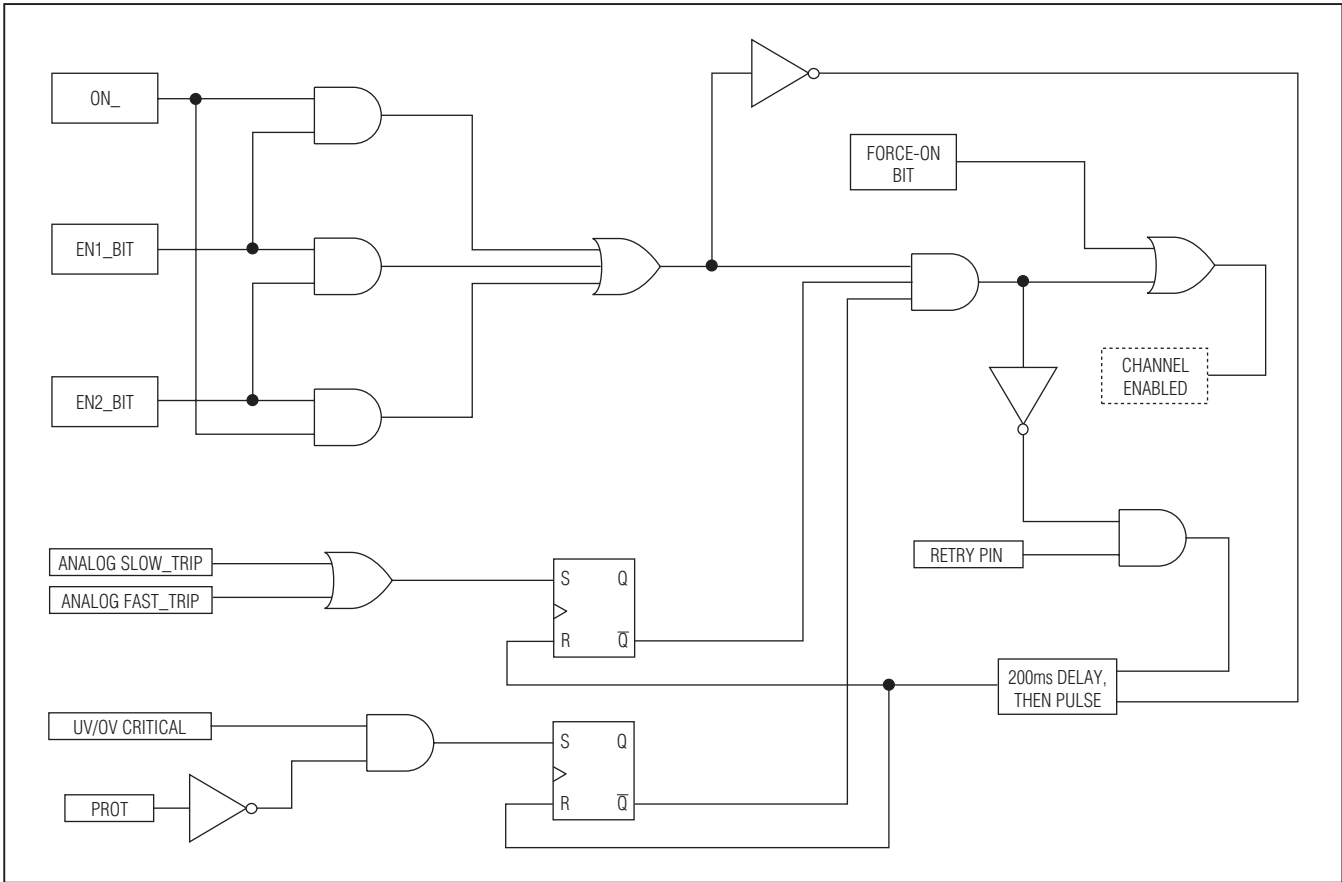 ON_
FORCE-ON
BIT
EN1_BIT
EN2_BIT
CHANNEL
ENABLED
ANALOG SLOW_TRIP
ANALOG FAST_TRIP
S Q
R Q̅
RETRY PIN
200ms DELAY,
THEN PULSE
UV/OV CRITICAL
PROT
S Q
R Q̅